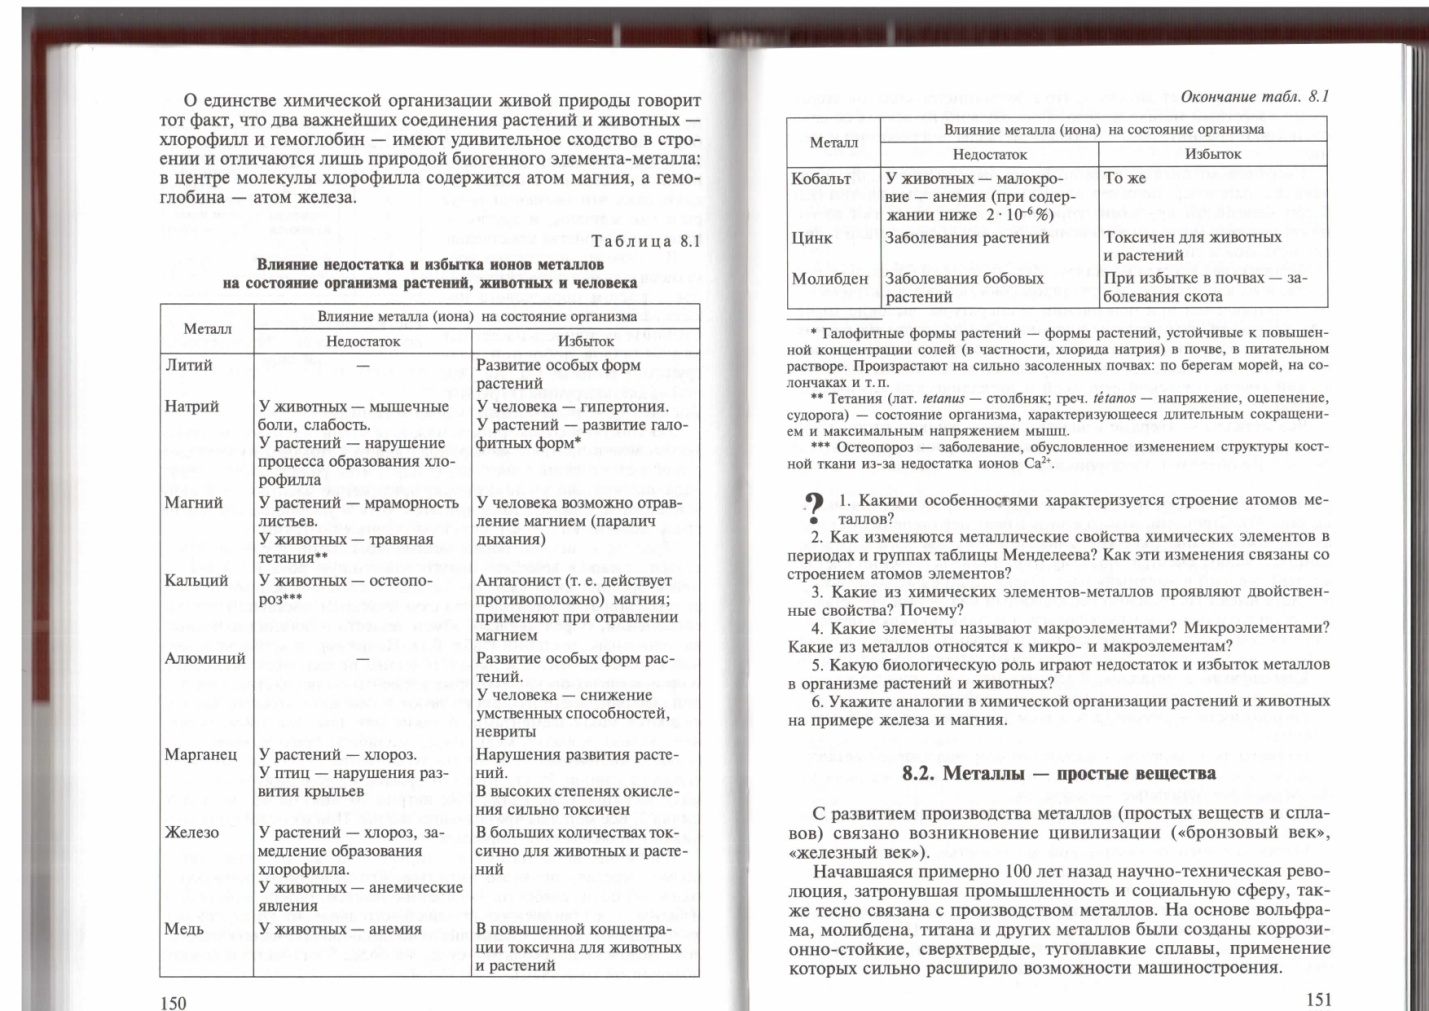 О единстве химической организации живой природы говорит
тот факт, что два важнейших соединения растений и животных —
хлорофилл и гемоглобин — имеют удивительное сходство в стро-
ении и отличаются лишь природой биогенного элемента-металла:
в центре молекулы хлорофилла содержится атом магния, а гемо-
глобина — атом железа.
Таблица 8.1
Влияние недостатка и избытка ионов металлов
на состояние организма растений, животных и человека
Металл
Влияние металла (иона) на состояние организма
Недостаток
Избыток
Литий
—
Развитие особых форм
растений
Натрий
У животных — мышечные
боли, слабость.
У растений — нарушение
процесса образования хло-
рофилла
У человека — гипертония.
У растений — развитие гало-
фитных форм*
Магний
У растений — мраморность
листьев.
У животных — травяная
тетания**
У человека возможно отрав-
ление магнием (паралич
дыхания)
Кальций
У животных — остеопо-
роз***
Антагонист (т. е. действует
противоположно) магния;
применяют при отравлении
магнием
Алюминий
—
Развитие особых форм рас-
тений.
У человека — снижение
умственных способностей,
невриты
Марганец
У растений — хлороз.
У птиц — нарушения раз-
вития крыльев
Нарушения развития расте-
ний.
В высоких степенях окисле-
ния сильно токсичен
Железо
У растений — хлороз, за-
медление образования
хлорофилла.
У животных — анемические
явления
В больших количествах ток-
сично для животных и расте-
ний
Медь
У животных — анемия
В повышенной концентра-
ции токсична для животных
и растений
150
Окончание табл. 8.1
Металл
Влияние металла (иона) на состояние организма
Недостаток
Избыток
Кобальт
У животных — малокро-
вие — анемия (при содер-
жании ниже 2 · 10⁻⁶%)
То же
Цинк
Заболевания растений
Токсичен для животных
и растений
Молибден
Заболевания бобовых
растений
При избытке в почвах — за-
болевания скота
* Галофитные формы растений — формы растений, устойчивые к повышен-
ной концентрации солей (в частности, хлорида натрия) в почве, в питательном
растворе. Произрастают на сильно засоленных почвах: по берегам морей, на со-
лончаках и т. п.
** Тетания (лат. tetanus — столбняк; греч. tétanos — напряжение, оцепенение,
судорога) — состояние организма, характеризующееся длительным сокращени-
ем и максимальным напряжением мышц.
*** Остеопороз — заболевание, обусловленное изменением структуры кост-
ной ткани из-за недостатка ионов Ca²⁺.
? 1. Какими особенностями характеризуется строение атомов ме-
таллов?
2. Как изменяются металлические свойства химических элементов в
периодах и группах таблицы Менделеева? Как эти изменения связаны со
строением атомов элементов?
3. Какие из химических элементов-металлов проявляют двойствен-
ные свойства? Почему?
4. Какие элементы называют макроэлементами? Микроэлементами?
Какие из металлов относятся к микро- и макроэлементам?
5. Какую биологическую роль играют недостаток и избыток металлов
в организме растений и животных?
6. Укажите аналогии в химической организации растений и животных
на примере железа и магния.
8.2. Металлы — простые вещества
С развитием производства металлов (простых веществ и спла-
вов) связано возникновение цивилизации («бронзовый век»,
«железный век»).
Начавшаяся примерно 100 лет назад научно-техническая рево-
люция, затронувшая промышленность и социальную сферу, так-
же тесно связана с производством металлов. На основе вольфра-
ма, молибдена, титана и других металлов были созданы коррози-
онно-стойкие, сверхтвердые, тугоплавкие сплавы, применение
которых сильно расширило возможности машиностроения.
151